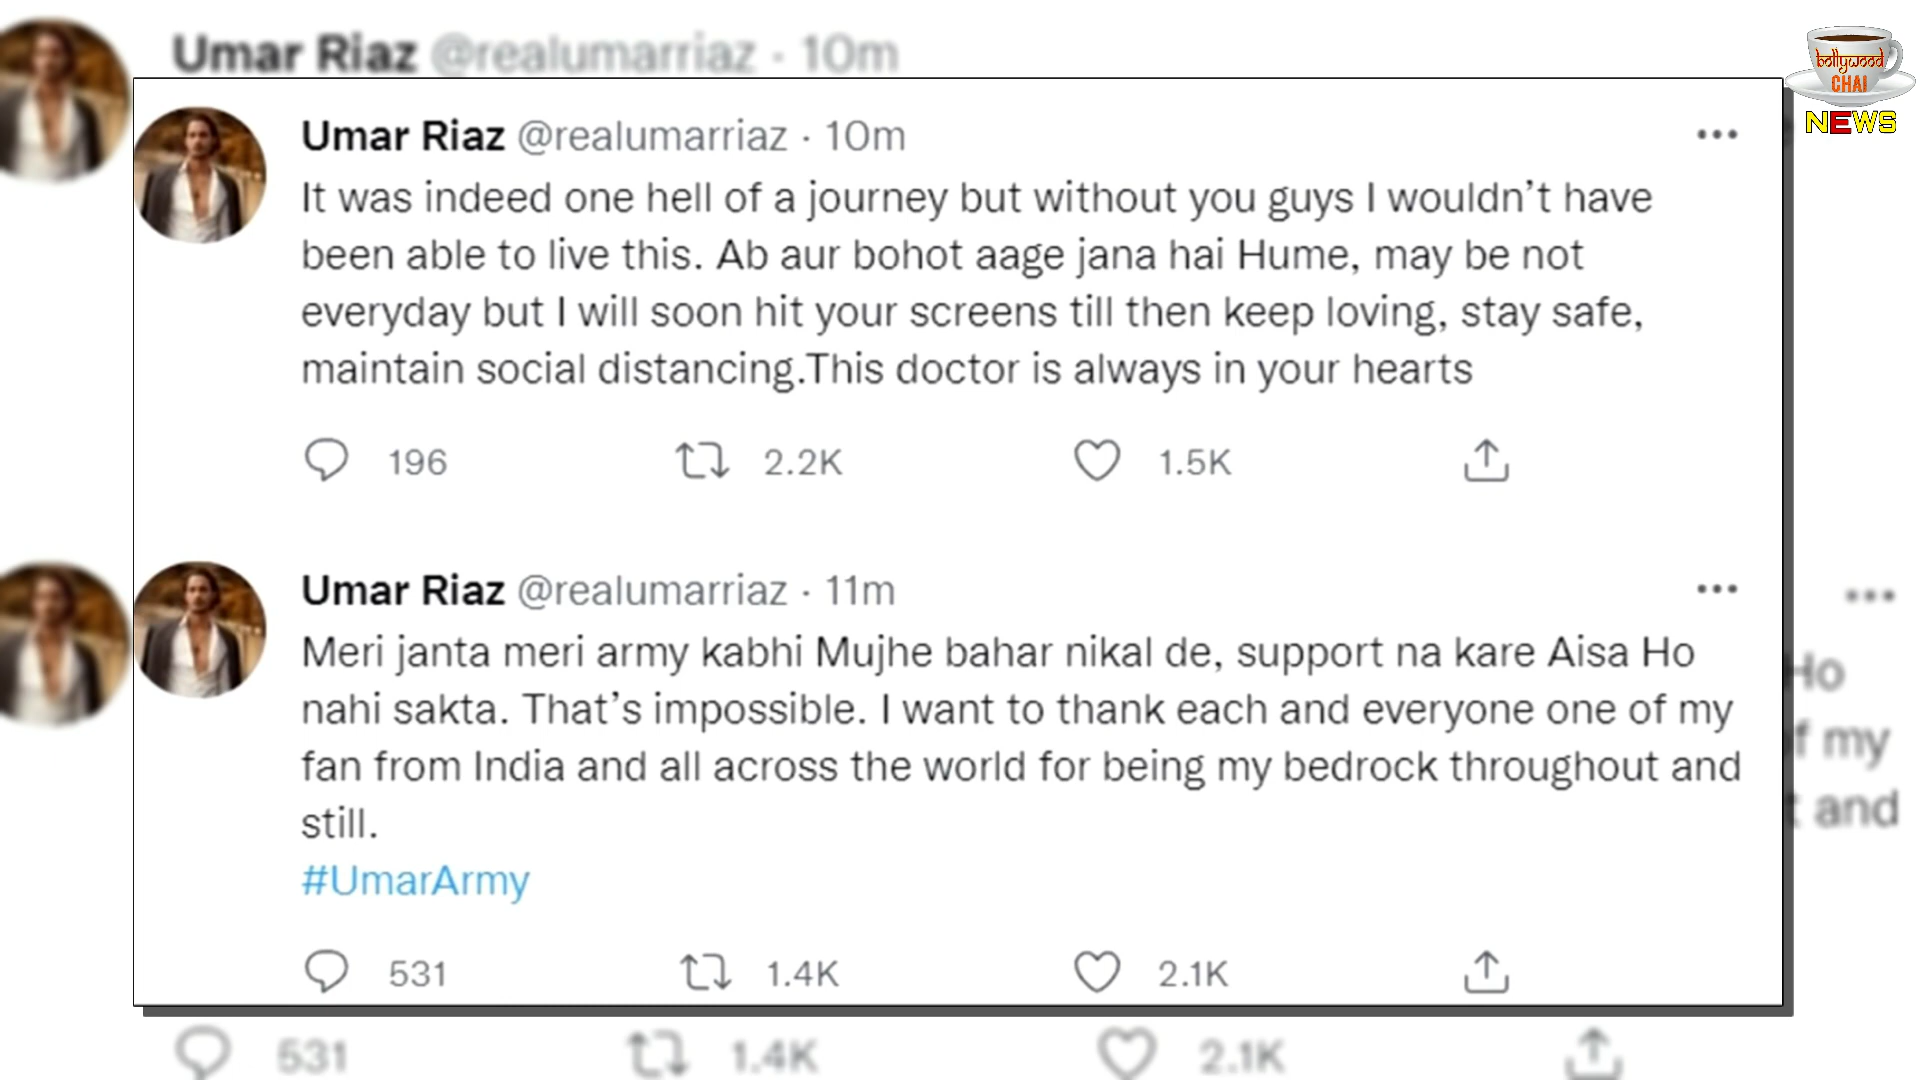 Umar Riaz @realumarriaz · 10m
bollywood
CHAI
NEWS
Umar Riaz @realumarriaz · 10m
It was indeed one hell of a journey but without you guys I wouldn’t have
been able to live this. Ab aur bohot aage jana hai Hume, may be not
everyday but I will soon hit your screens till then keep loving, stay safe,
maintain social distancing.This doctor is always in your hearts
196 2.2K 1.5K
Umar Riaz @realumarriaz · 11m
Meri janta meri army kabhi Mujhe bahar nikal de, support na kare Aisa Ho
nahi sakta. That’s impossible. I want to thank each and everyone one of my
fan from India and all across the world for being my bedrock throughout and
still.
#UmarArmy
531 1.4K 2.1K
Ho
f my
t and
531 1.4K 2.1K